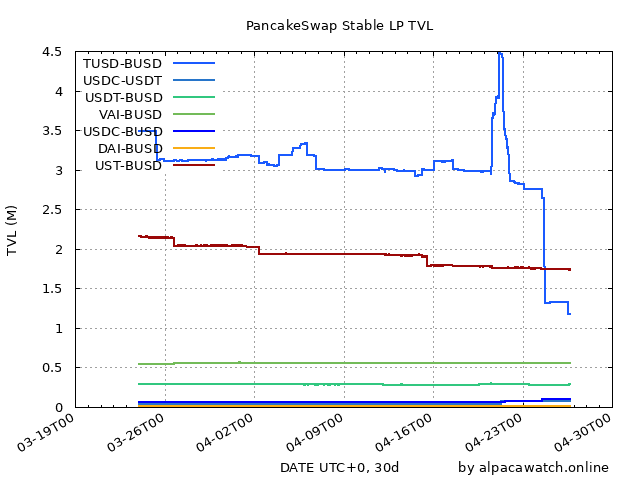 PancakeSwap Stable LP TVL
TVL (M)
4.5
4
3.5
3
2.5
2
1.5
1
0.5
0
TUSD-BUSD
USDC-USDT
USDT-BUSD
VAI-BUSD
USDC-BUSD
DAI-BUSD
UST-BUSD
03-19T00
03-26T00
04-02T00
04-09T00
04-16T00
04-23T00
04-30T00
DATE UTC+0, 30d
by alpacawatch.online